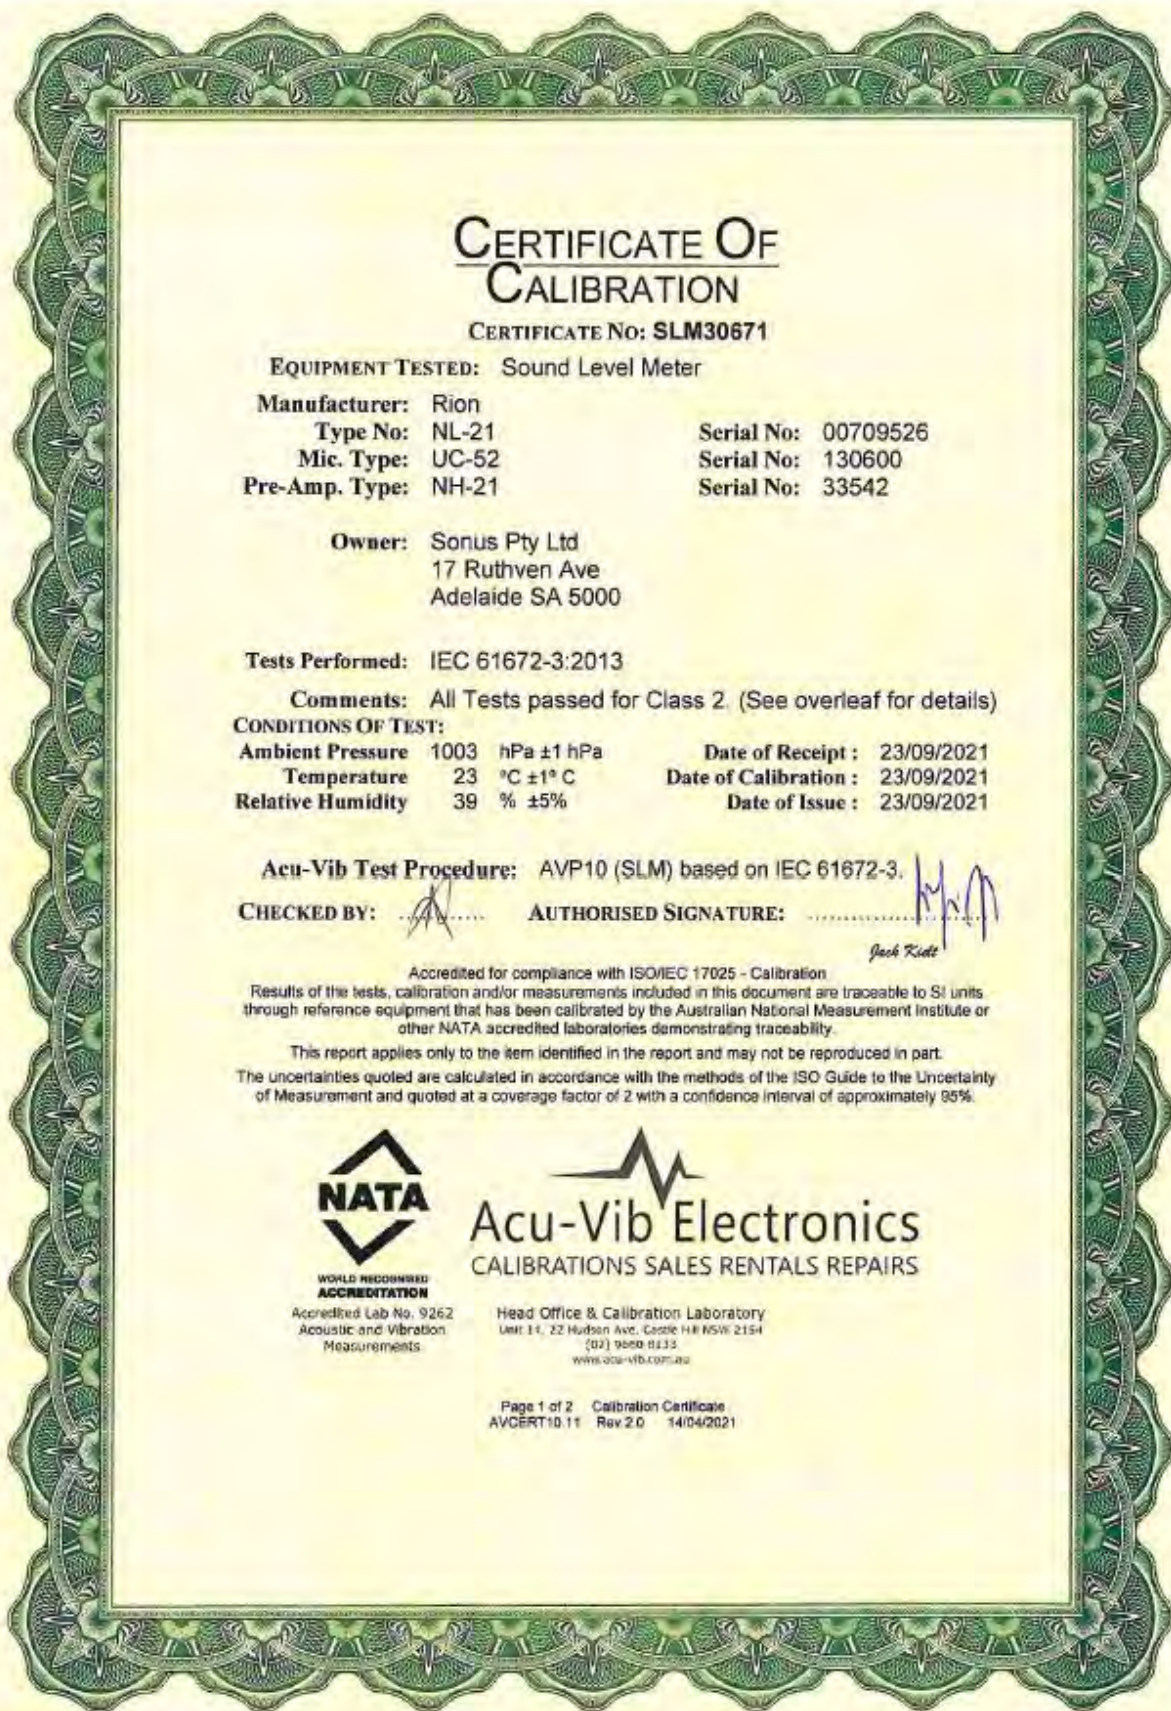 CERTIFICATE OF
CALIBRATION
CERTIFICATE NO: SLM30671
EQUIPMENT TESTED: Sound Level Meter
Manufacturer: Rion
Type No: NL-21 Serial No: 00709526
Mic. Type: UC-52 Serial No: 130600
Pre-Amp. Type: NH-21 Serial No: 33542
Owner: Sonus Pty Ltd
17 Ruthven Ave
Adelaide SA 5000
Tests Performed: IEC 61672-3:2013
Comments: All Tests passed for Class 2. (See overleaf for details)
CONDITIONS OF TEST:
Ambient Pressure 1003 hPa ±1 hPa Date of Receipt : 23/09/2021
Temperature 23 °C ±1° C Date of Calibration : 23/09/2021
Relative Humidity 39 % ±5% Date of Issue : 23/09/2021
Acu-Vib Test Procedure: AVP10 (SLM) based on IEC 61672-3.
CHECKED BY: AUTHORISED SIGNATURE:
Jack Kielt
Accredited for compliance with ISO/IEC 17025 - Calibration
Results of the tests, calibration and/or measurements included in this document are traceable to SI units
through reference equipment that has been calibrated by the Australian National Measurement Institute or
other NATA accredited laboratories demonstrating traceability.
This report applies only to the item identified in the report and may not be reproduced in part.
The uncertainties quoted are calculated in accordance with the methods of the ISO Guide to the Uncertainty
of Measurement and quoted at a coverage factor of 2 with a confidence interval of approximately 95%.
NATA
WORLD RECOGNISED
ACCREDITATION
Accredited Lab No. 9262
Acoustic and Vibration
Measurements
Acu-Vib Electronics
CALIBRATIONS SALES RENTALS REPAIRS
Head Office & Calibration Laboratory
Unit 14, 22 Hudson Ave. Castle Hill NSW 2154
(02) 9680 8133
www.acu-vib.com.au
Page 1 of 2 Calibration Certificate
AVCERT10.11 Rev.2.0 14/04/2021